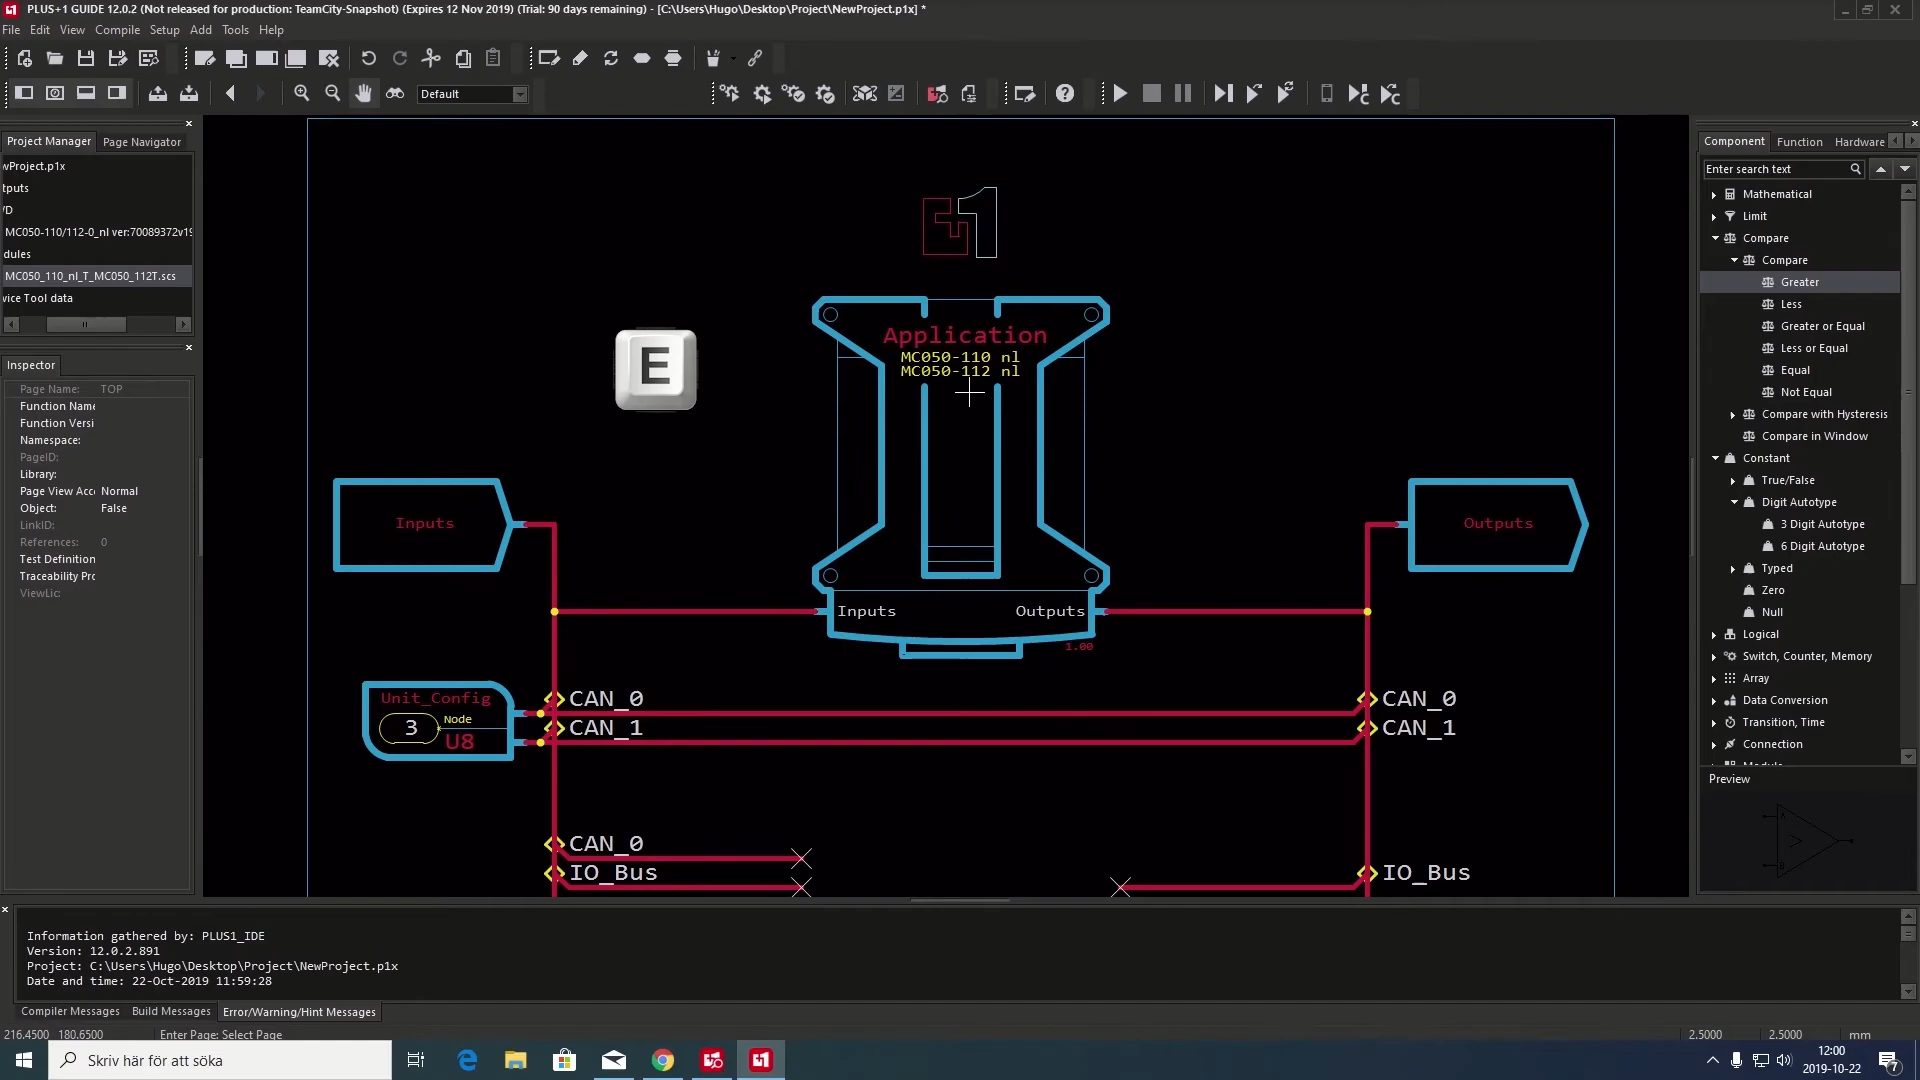 PLUS+1 GUIDE 12.0.2 (Not released for production: TeamCity-Snapshot) (Expires 12 Nov 2019) (Trial: 90 days remaining) - [C:\Users\Hugo\Desktop\Project\NewProject.p1x] *
File Edit View Compile Setup Add Tools Help
Default
Project Manager Page Navigator
wProject.p1x
tputs
/D
MC050-110/112-0_nl ver:70089372v19
dules
MC050_110_nl_T_MC050_112T.scs
vice Tool data
Inspector
Page Name: TOP
Function Name
Function Versi
Namespace:
PageID:
Library:
Page View Acc Normal
Object: False
LinkID:
References: 0
Test Definition
Traceability Pro
ViewLic:
E
Application
MC050-110 nl
MC050-112 nl
Inputs
Outputs
Inputs Outputs
1.00
Unit_Config
3 Node
U8
CAN_0
CAN_1
CAN_0
CAN_1
CAN_0
IO_Bus
IO_Bus
Component Function Hardware
Enter search text
Mathematical
Limit
Compare
Compare
Greater
Less
Greater or Equal
Less or Equal
Equal
Not Equal
Compare with Hysteresis
Compare in Window
Constant
True/False
Digit Autotype
3 Digit Autotype
6 Digit Autotype
Typed
Zero
Null
Logical
Switch, Counter, Memory
Array
Data Conversion
Transition, Time
Connection
Preview
A
B
Information gathered by: PLUS1_IDE
Version: 12.0.2.891
Project: C:\Users\Hugo\Desktop\Project\NewProject.p1x
Date and time: 22-Oct-2019 11:59:28
Compiler Messages Build Messages Error/Warning/Hint Messages
216.4500 180.6500 Enter Page: Select Page 2.5000 2.5000 mm
Skriv här för att söka
12:00
2019-10-22
7